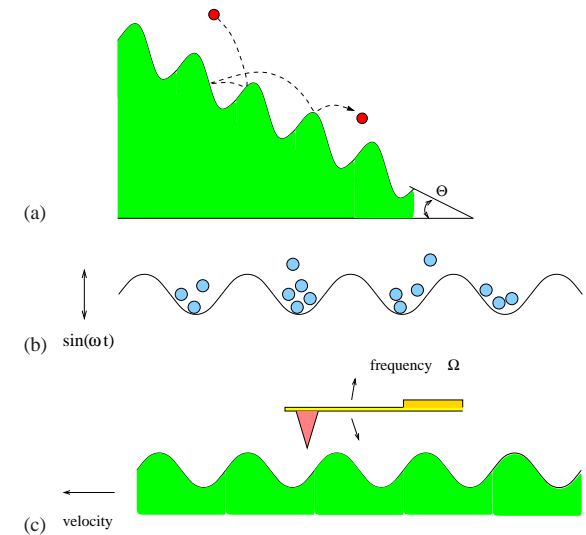 Θ
(a)
(b) sin(ωt)
frequency Ω
velocity
(c)